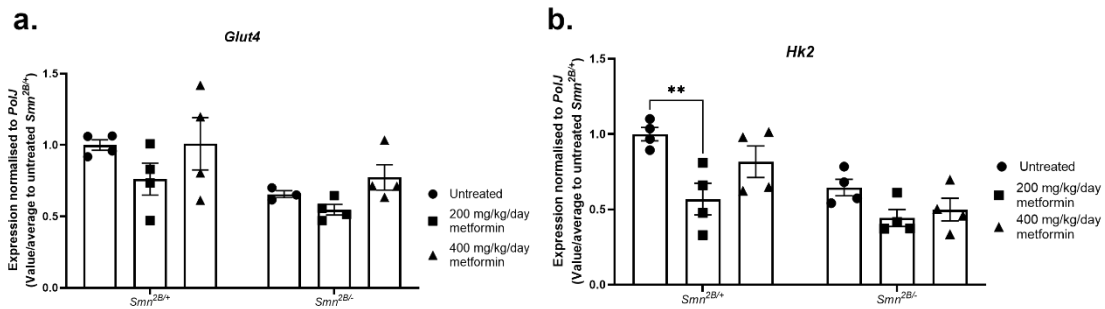 a.
Glut4
Expression normalised to PolJ
(Value/average to untreated Smn2B/+)
1.5
1.0
0.5
0.0
Smn2B/+
Smn2B/-
Untreated
200 mg/kg/day
metformin
400 mg/kg/day
metformin
b.
Hk2
Expression normalised to PolJ
(Value/average to untreated Smn2B/+)
1.5
1.0
0.5
0.0
**
Smn2B/+
Smn2B/-
Untreated
200 mg/kg/day
metformin
400 mg/kg/day
metformin